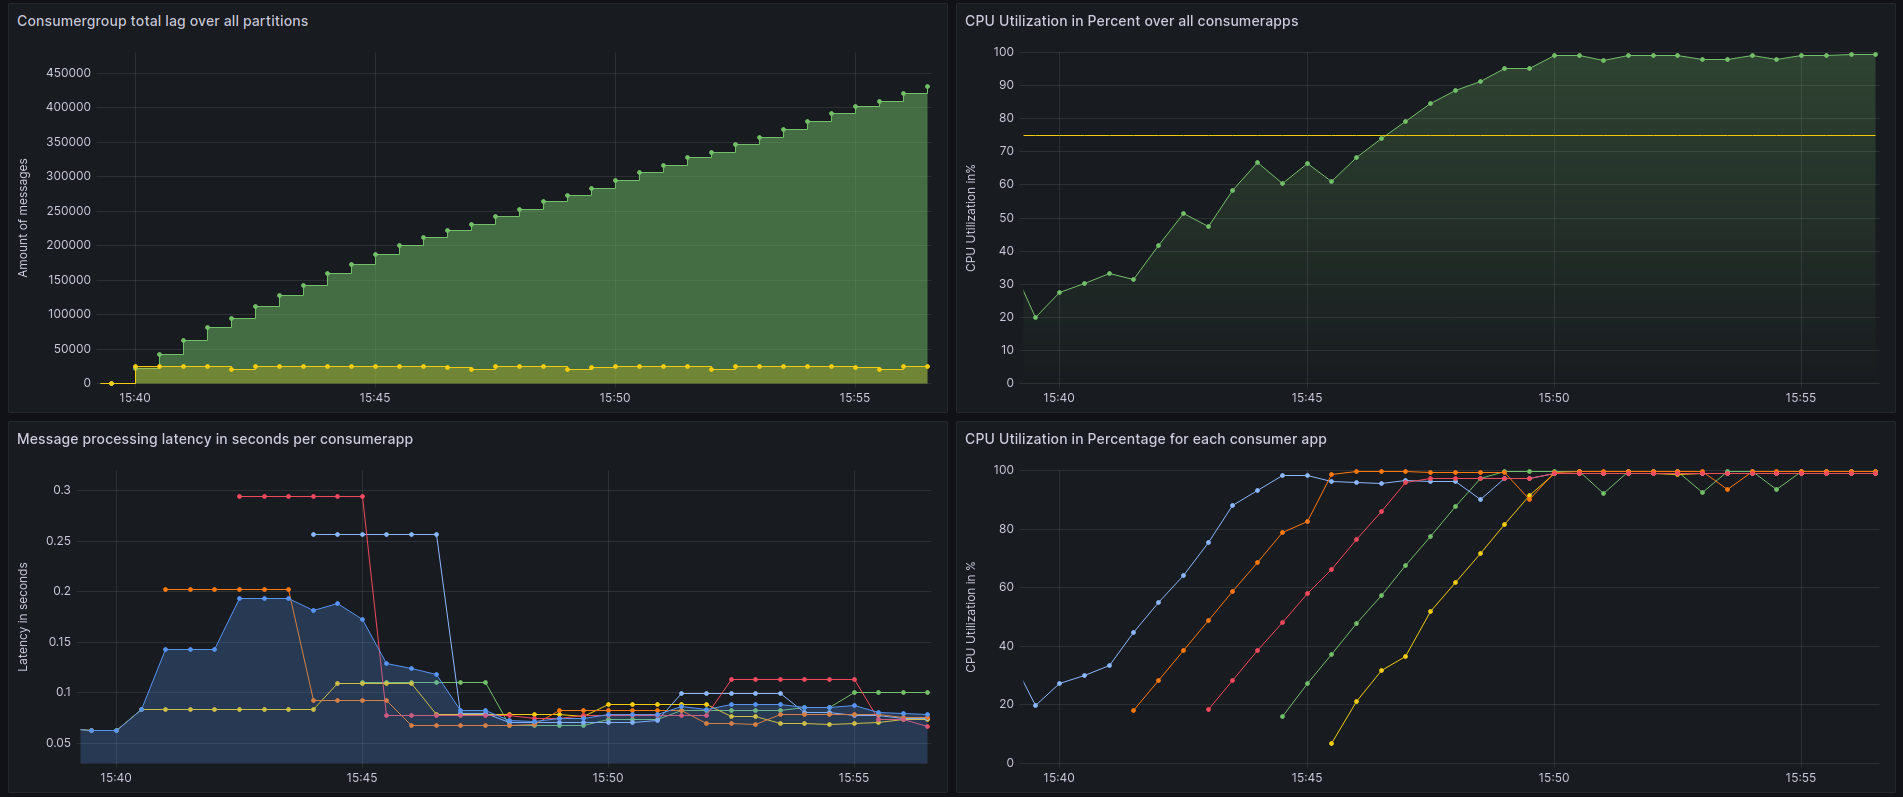 Consumergroup total lag over all partitions
Amount of messages
450000
400000
350000
300000
250000
200000
150000
100000
50000
0
15:40 15:45 15:50 15:55
CPU Utilization in Percent over all consumerapps
CPU Utilization in%
100
90
80
70
60
50
40
30
20
10
0
15:40 15:45 15:50 15:55
Message processing latency in seconds per consumerapp
Latency in seconds
0.3
0.25
0.2
0.15
0.1
0.05
15:40 15:45 15:50 15:55
CPU Utilization in Percentage for each consumer app
CPU Utilization in %
100
80
60
40
20
0
15:40 15:45 15:50 15:55